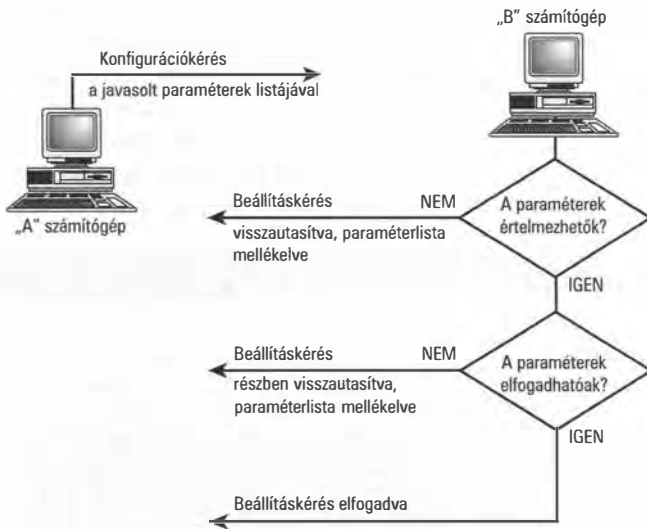 „B” számítógép
Konfigurációkérés
a javasolt paraméterek listájával
„A” számítógép
Beállításkérés
NEM
visszautasítva, paraméterlista
mellékelve
A paraméterek
értelmezhetők?
IGEN
Beállításkérés
NEM
részben visszautasítva,
paraméterlista mellékelve
A paraméterek
elfogadhatóak?
IGEN
Beállításkérés elfogadva